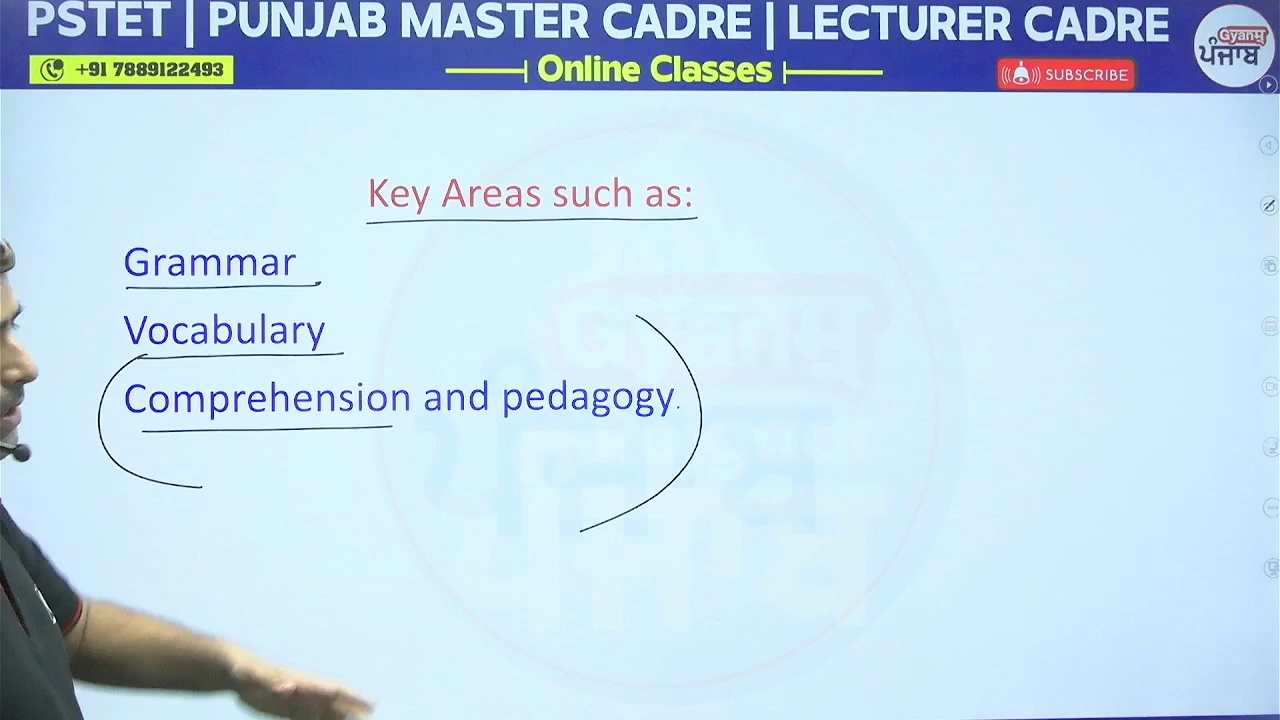 PSTET | PUNJAB MASTER CADRE | LECTURER CADRE
+91 7889122493
Online Classes
SUBSCRIBE
Gyanm
ਪੰਜਾਬ
Key Areas such as:
Grammar
Vocabulary
Comprehension and pedagogy.